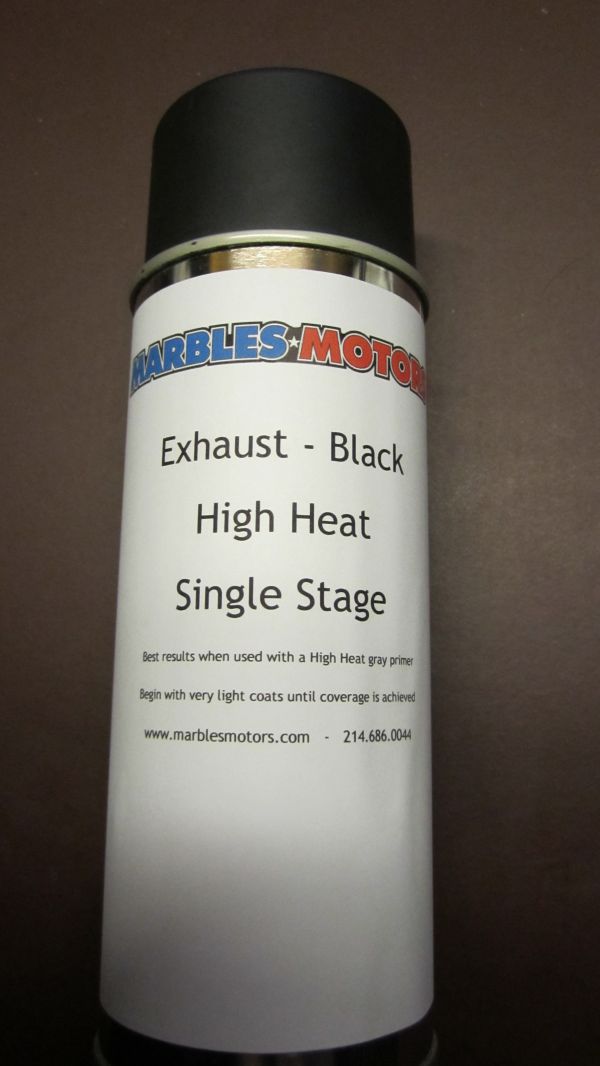 MARBLES★MOTORS
Exhaust - Black
High Heat
Single Stage
Best results when used with a High Heat gray primer
Begin with very light coats until coverage is achieved
www.marblesmotors.com - 214.686.0044